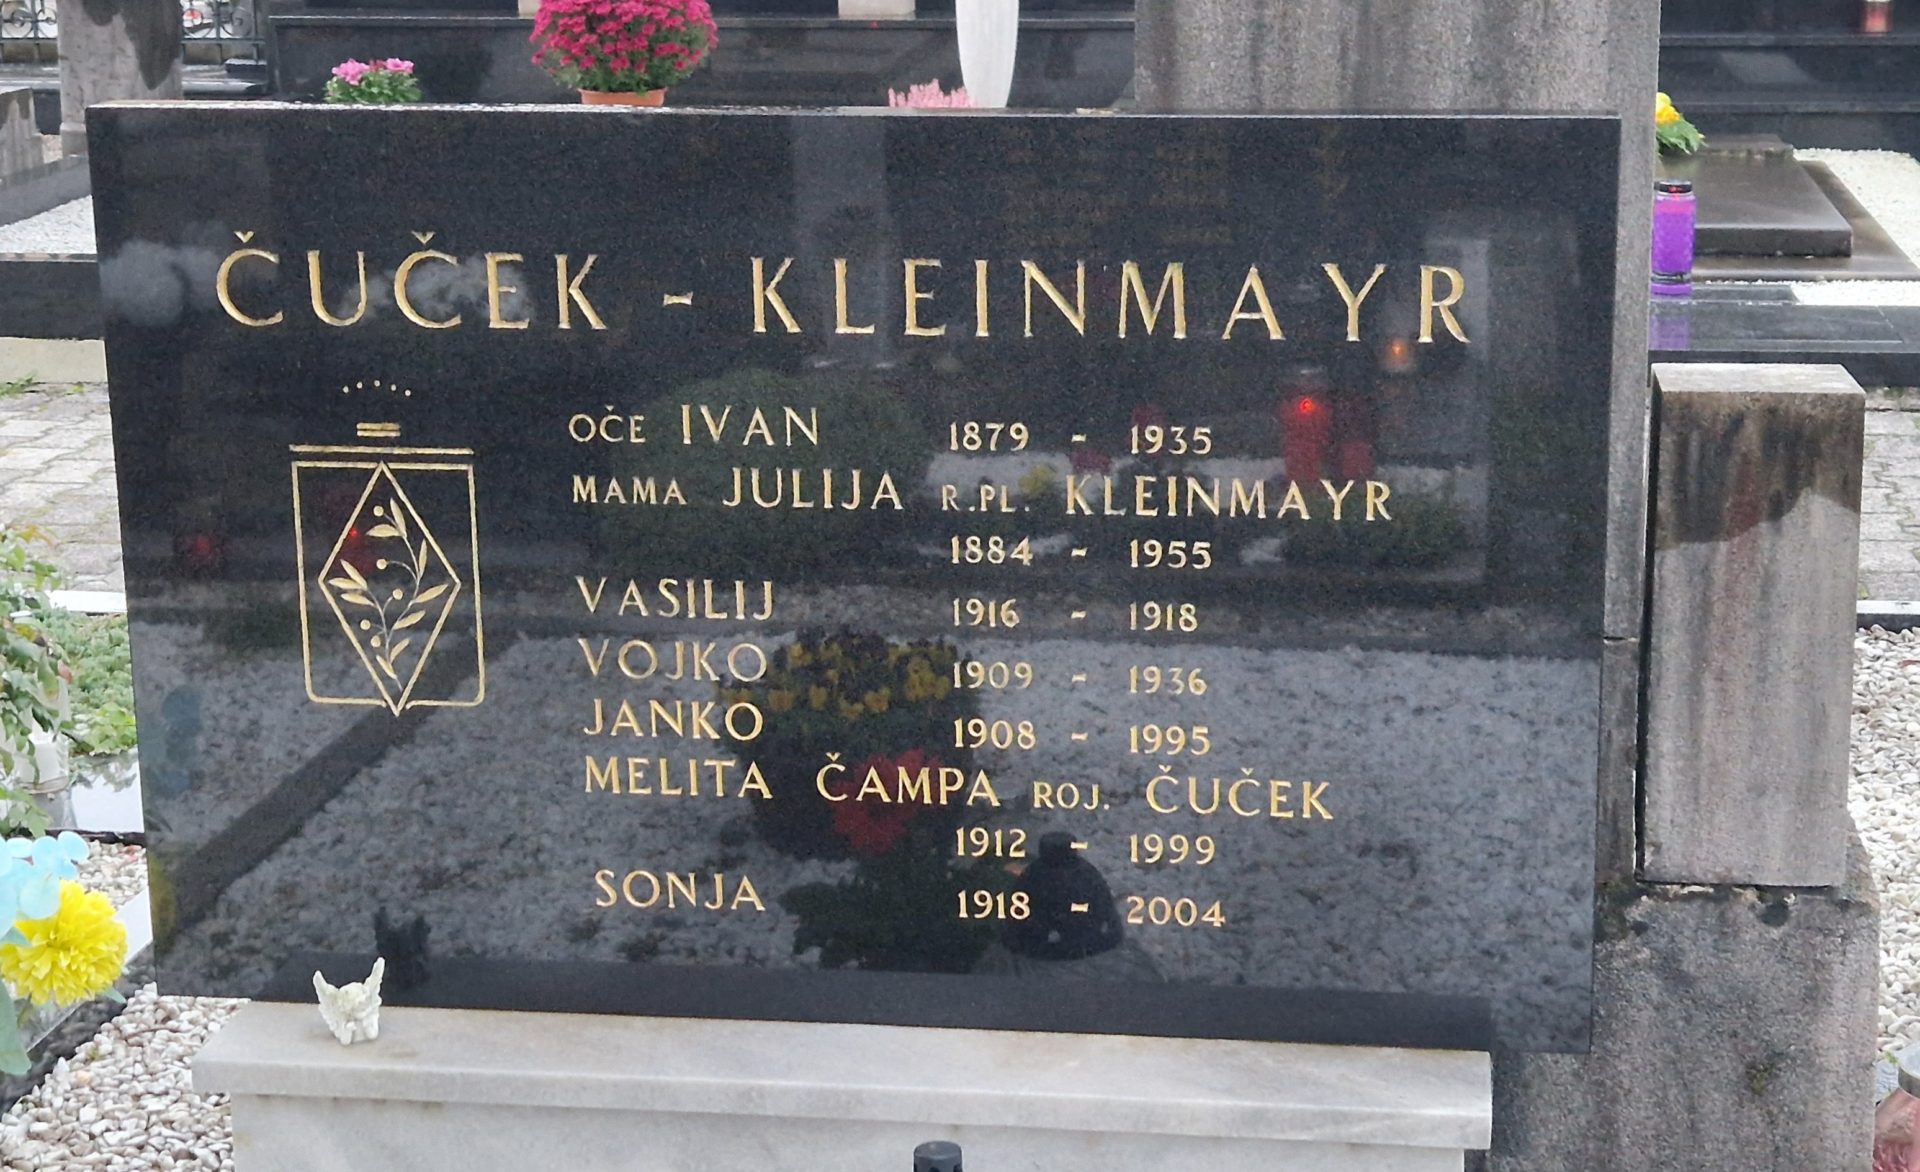 ČUČEK - KLEINMAYR
OČE IVAN 1879 - 1935
MAMA JULIJA R.PL. KLEINMAYR
1884 - 1955
VASILIJ 1916 - 1918
VOJKO 1909 - 1936
JANKO 1908 - 1995
MELITA ČAMPA ROJ. ČUČEK
1912 - 1999
SONJA 1918 - 2004